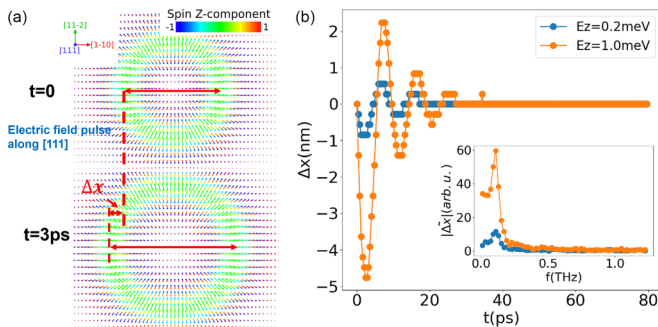 (a)
[11-2]
[111]
[1-10]
Spin Z-component
-1
1
t=0
Electric field pulse
along [111]
Δx
t=3ps
(b)
Δx(nm)
2
1
0
−1
−2
−3
−4
−5
0
20
40
60
80
t(ps)
Ez=0.2meV
Ez=1.0meV
|Δx̃|(arb.u.)
60
40
20
0
0.0
0.5
1.0
f(THz)